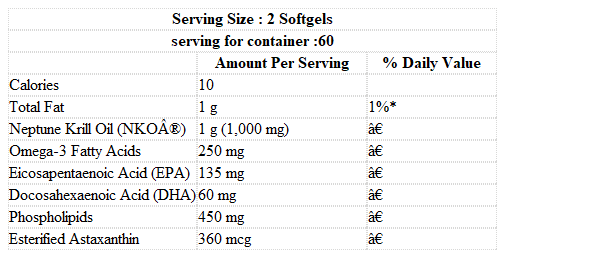 Serving Size : 2 Softgels
serving for container :60
Amount Per Serving % Daily Value
Calories 10
Total Fat 1 g 1%*
Neptune Krill Oil (NKOÂ®) 1 g (1,000 mg) â€
Omega-3 Fatty Acids 250 mg â€
Eicosapentaenoic Acid (EPA) 135 mg â€
Docosahexaenoic Acid (DHA) 60 mg â€
Phospholipids 450 mg â€
Esterified Astaxanthin 360 mcg â€